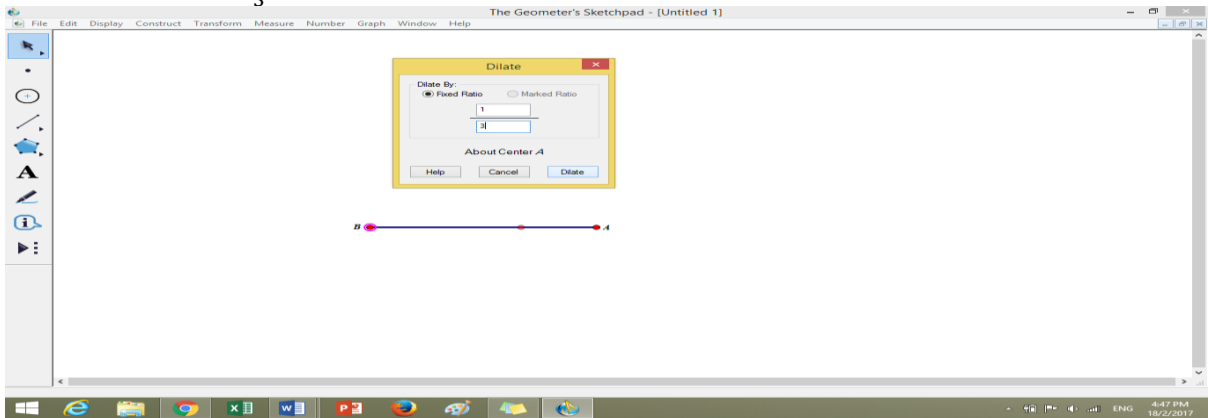 3
The Geometer's Sketchpad - [Untitled 1]
File Edit Display Construct Transform Measure Number Graph Window Help
Dilate
Dilate By:
Fixed Ratio Marked Ratio
1
3
About Center A
Help Cancel Dilate
A
B A
ENG 4:47 PM
18/2/2017